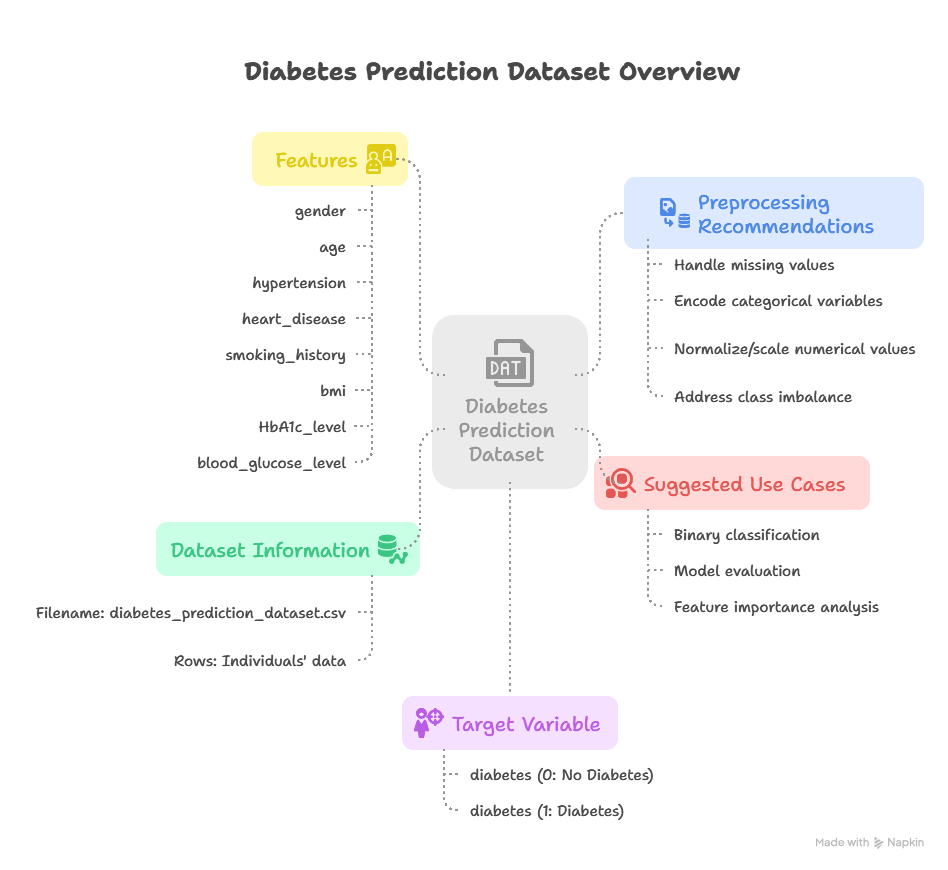 Diabetes Prediction Dataset Overview
Features
gender
age
hypertension
heart_disease
smoking_history
bmi
HbA1c_level
blood_glucose_level
Preprocessing
Recommendations
Handle missing values
Encode categorical variables
Normalize/scale numerical values
Address class imbalance
DAT
Diabetes
Prediction
Dataset
Suggested Use Cases
Binary classification
Model evaluation
Feature importance analysis
Dataset Information
Filename: diabetes_prediction_dataset.csv
Rows: Individuals' data
Target Variable
diabetes (0: No Diabetes)
diabetes (1: Diabetes)
Made with Napkin